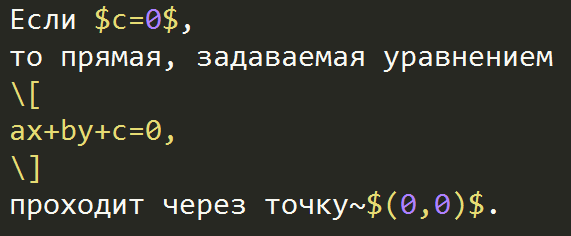 Если $c=0$,
то прямая, задаваемая уравнением
\[
ax+by+c=0,
\]
проходит через точку~$(0,0)$.